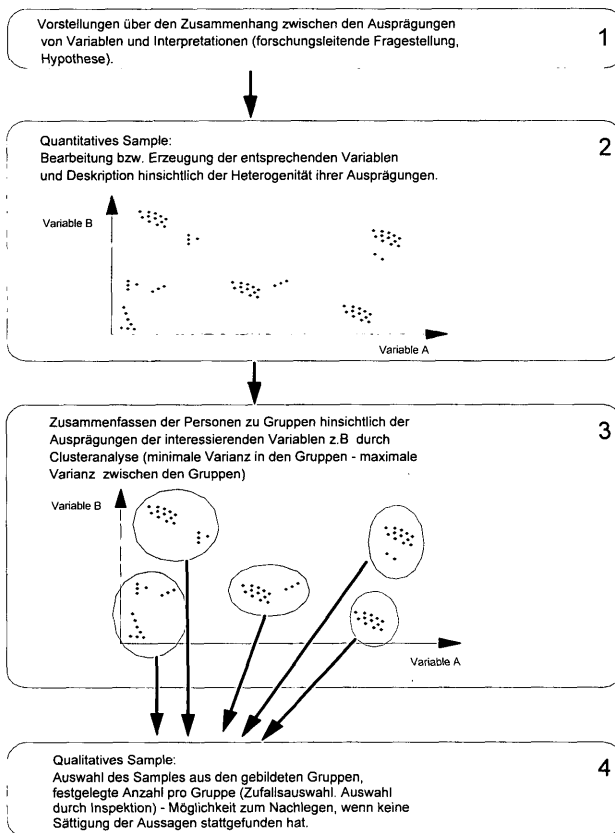 Vorstellungen über den Zusammenhang zwischen den Ausprägungen
von Variablen und Interpretationen (forschungsleitende Fragestellung,
Hypothese).
1
Quantitatives Sample:
Bearbeitung bzw. Erzeugung der entsprechenden Variablen
und Deskription hinsichtlich der Heterogenität ihrer Ausprägungen.
2
Variable B
Variable A
Zusammenfassen der Personen zu Gruppen hinsichtlich der
Ausprägungen der interessierenden Variablen z.B durch
Clusteranalyse (minimale Varianz in den Gruppen - maximale
Varianz zwischen den Gruppen)
3
Variable B
Variable A
Qualitatives Sample:
Auswahl des Samples aus den gebildeten Gruppen,
festgelegte Anzahl pro Gruppe (Zufallsauswahl. Auswahl
durch Inspektion) - Möglichkeit zum Nachlegen, wenn keine
Sättigung der Aussagen stattgefunden hat.
4